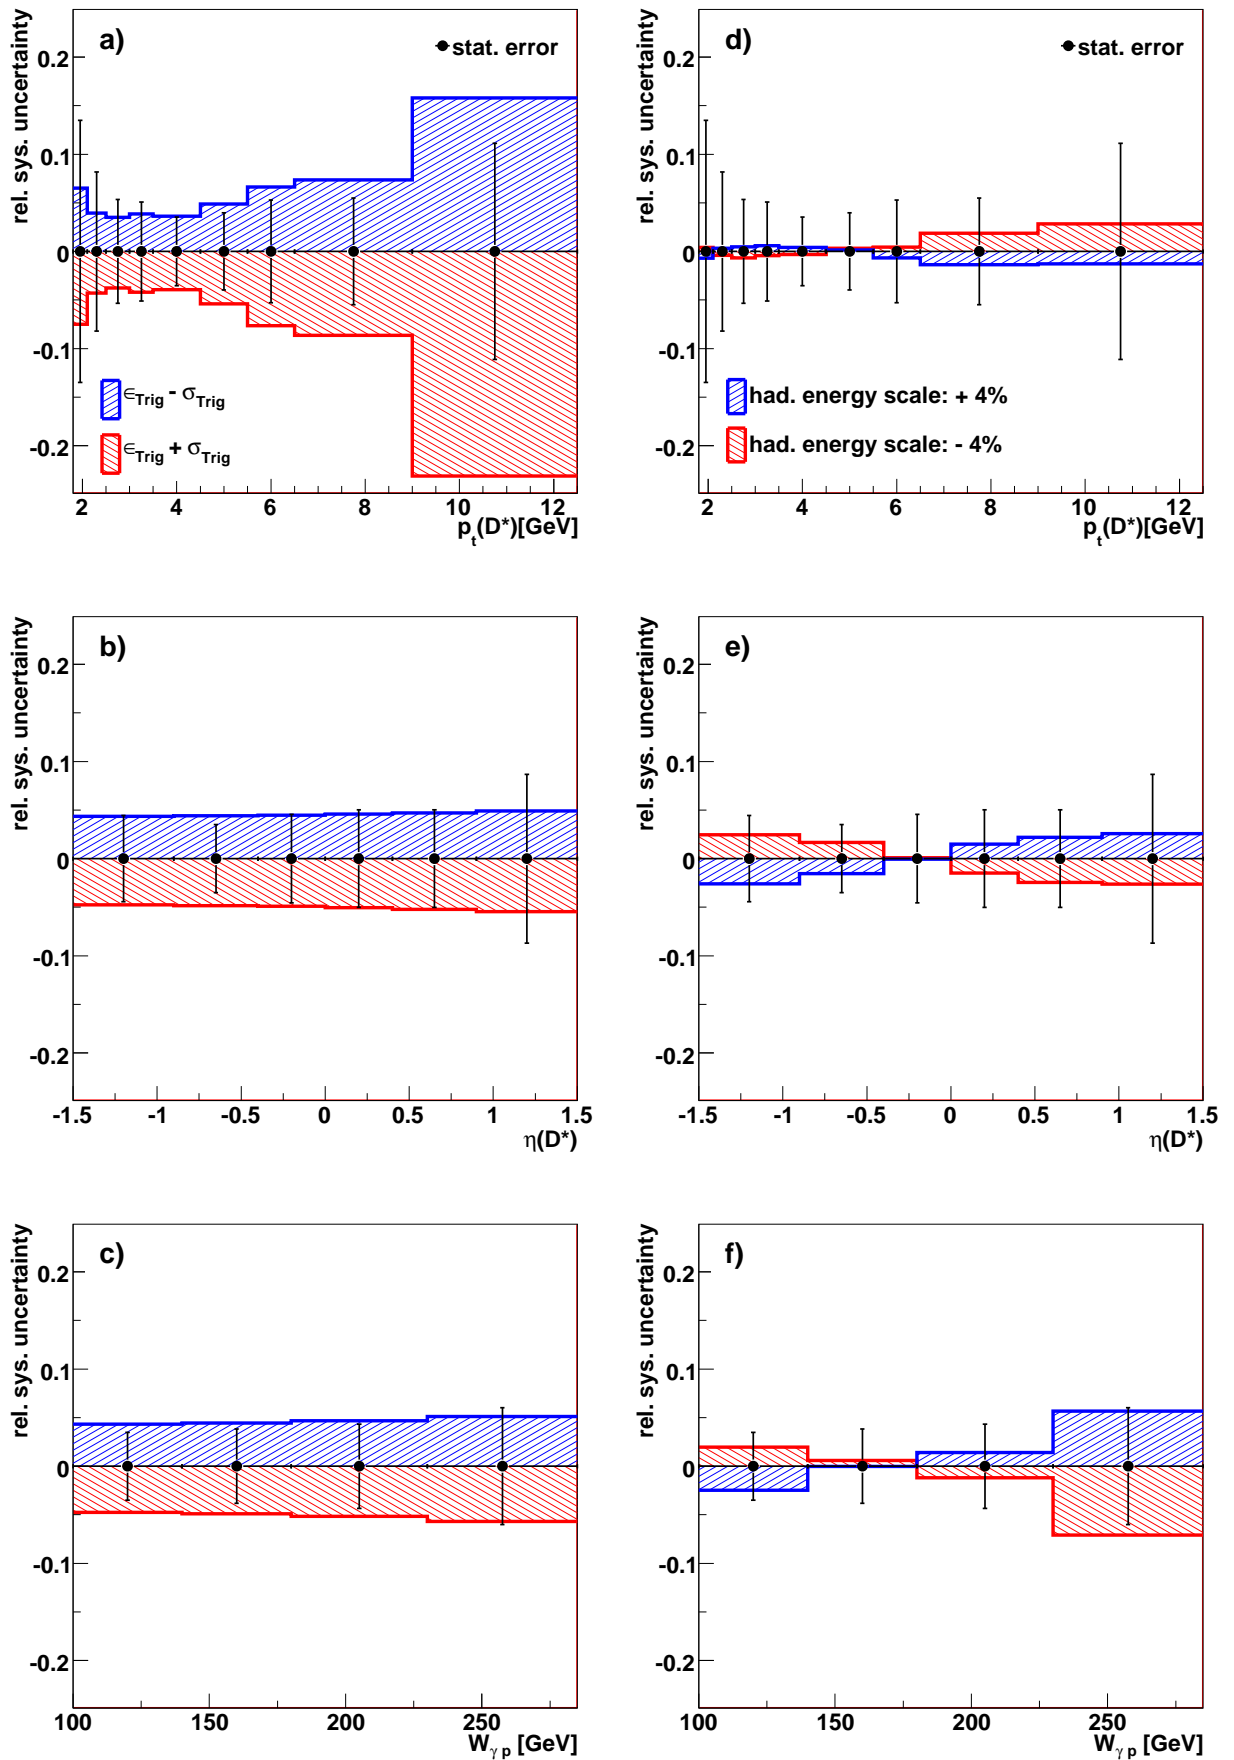 a)
stat. error
rel. sys. uncertainty
0.2
0.1
0
-0.1
-0.2
∈Trig - σTrig
∈Trig + σTrig
2 4 6 8 10 12
pt(D*)[GeV]
d)
stat. error
rel. sys. uncertainty
0.2
0.1
0
-0.1
-0.2
had. energy scale: + 4%
had. energy scale: - 4%
2 4 6 8 10 12
pt(D*)[GeV]
b)
rel. sys. uncertainty
0.2
0.1
0
-0.1
-0.2
-1.5 -1 -0.5 0 0.5 1 1.5
η(D*)
e)
rel. sys. uncertainty
0.2
0.1
0
-0.1
-0.2
-1.5 -1 -0.5 0 0.5 1 1.5
η(D*)
c)
rel. sys. uncertainty
0.2
0.1
0
-0.1
-0.2
100 150 200 250
Wγ p [GeV]
f)
rel. sys. uncertainty
0.2
0.1
0
-0.1
-0.2
100 150 200 250
Wγ p [GeV]